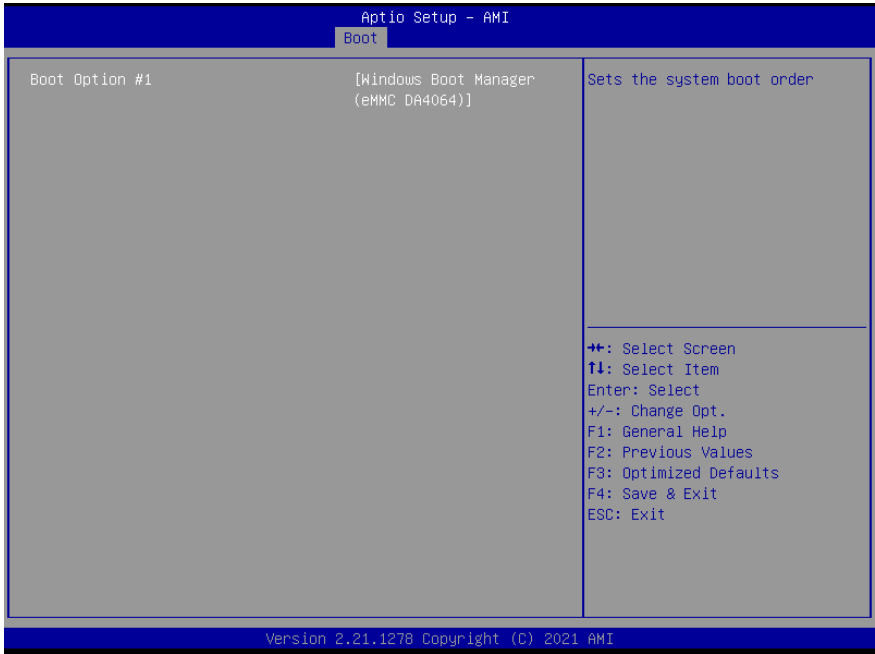 Aptio Setup – AMI
Boot
Boot Option #1 [Windows Boot Manager
(eMMC DA4064)]
Sets the system boot order
→←: Select Screen
↑↓: Select Item
Enter: Select
+/-: Change Opt.
F1: General Help
F2: Previous Values
F3: Optimized Defaults
F4: Save & Exit
ESC: Exit
Version 2.21.1278 Copyright (C) 2021 AMI